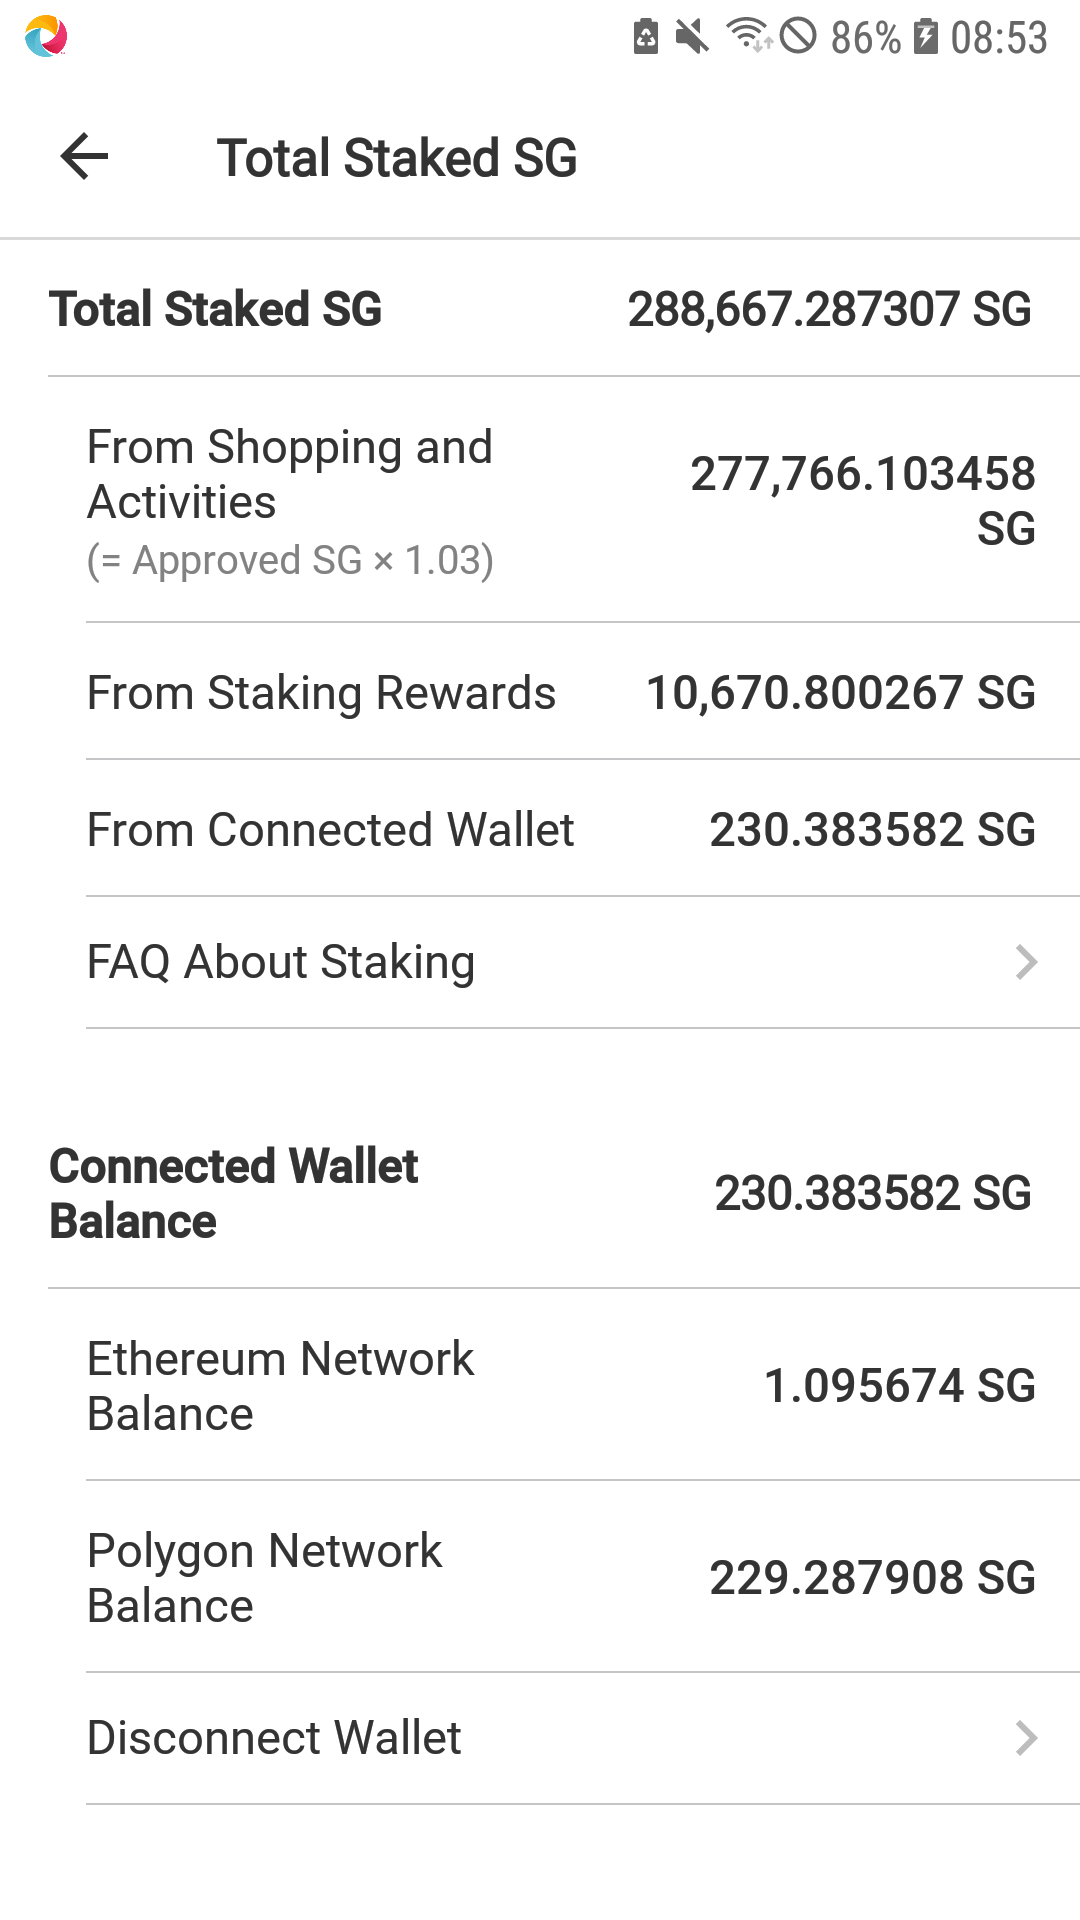 86% 08:53
Total Staked SG
Total Staked SG 288,667.287307 SG
From Shopping and
Activities
(= Approved SG × 1.03)
277,766.103458
SG
From Staking Rewards 10,670.800267 SG
From Connected Wallet 230.383582 SG
FAQ About Staking
Connected Wallet
Balance
230.383582 SG
Ethereum Network
Balance
1.095674 SG
Polygon Network
Balance
229.287908 SG
Disconnect Wallet